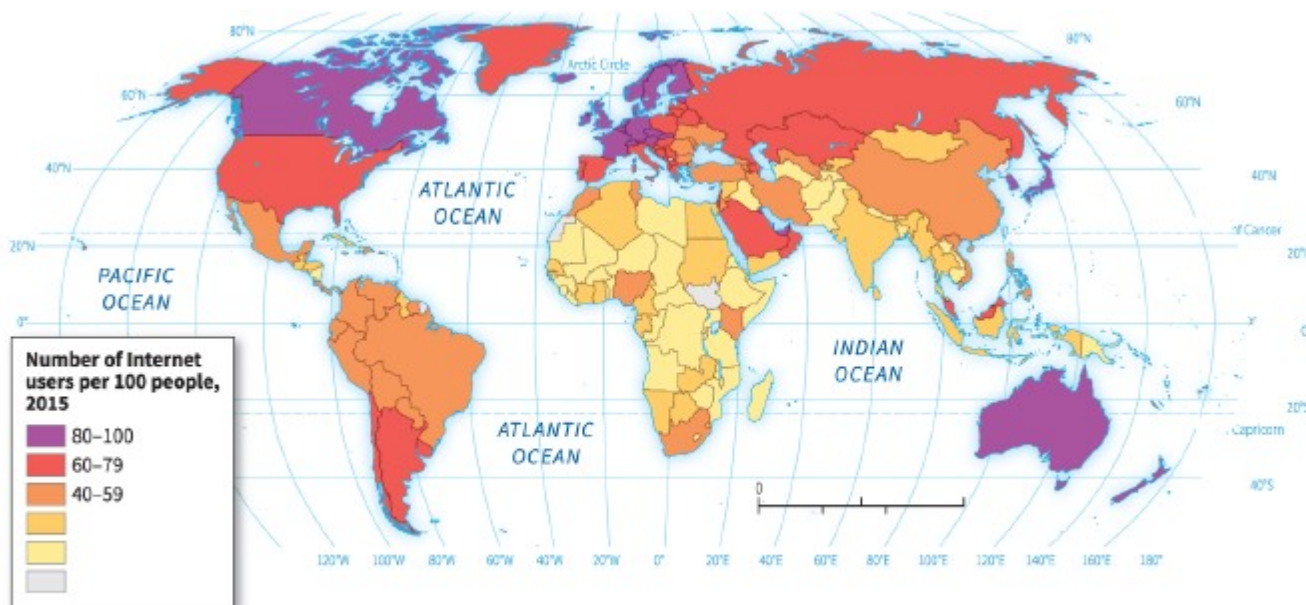 80°N
80°N
Arctic Circle
60°N
60°N
40°N
40°N
ATLANTIC
OCEAN
20°N
of Cancer
20°N
PACIFIC
OCEAN
0°
INDIAN
OCEAN
Number of Internet
users per 100 people,
2015
80–100
60–79
40–59
ATLANTIC
OCEAN
20°S
Capricorn
40°S
0
120°W 100°W 80°W 60°W 40°W 20°W 0° 20°E 40°E 60°E 80°E 100°E 120°E 140°E 160°E 180°